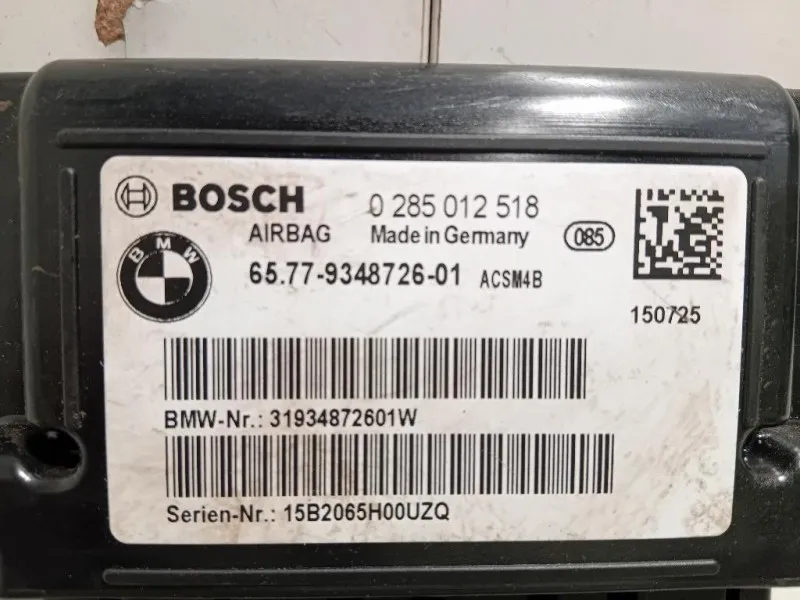 BOSCH 0 285 012 518
AIRBAG Made in Germany 085
BMW 65.77-9348726-01 ACSM4B
150725
BMW-Nr.: 31934872601W
Serien-Nr.: 15B2065H00UZQ